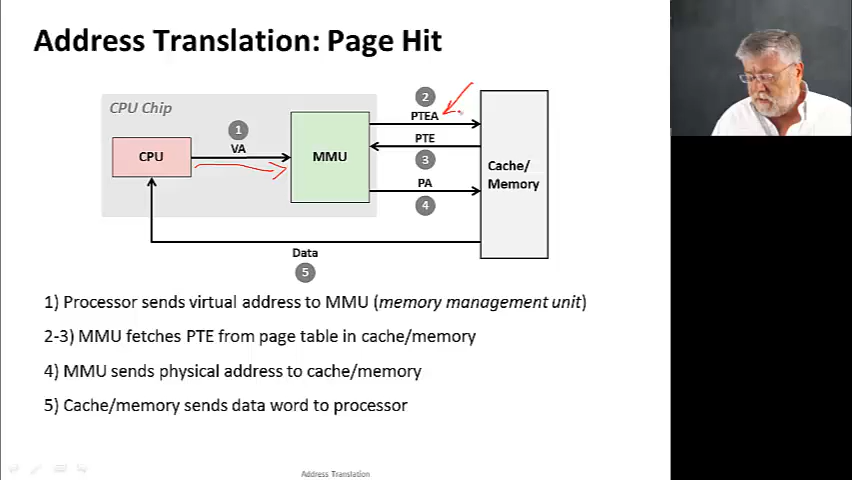 Address Translation: Page Hit
CPU Chip
2
PTEA
1
VA
CPU
MMU
PTE
3
Cache/
Memory
PA
4
Data
5
1) Processor sends virtual address to MMU (memory management unit)
2-3) MMU fetches PTE from page table in cache/memory
4) MMU sends physical address to cache/memory
5) Cache/memory sends data word to processor
Address Translation